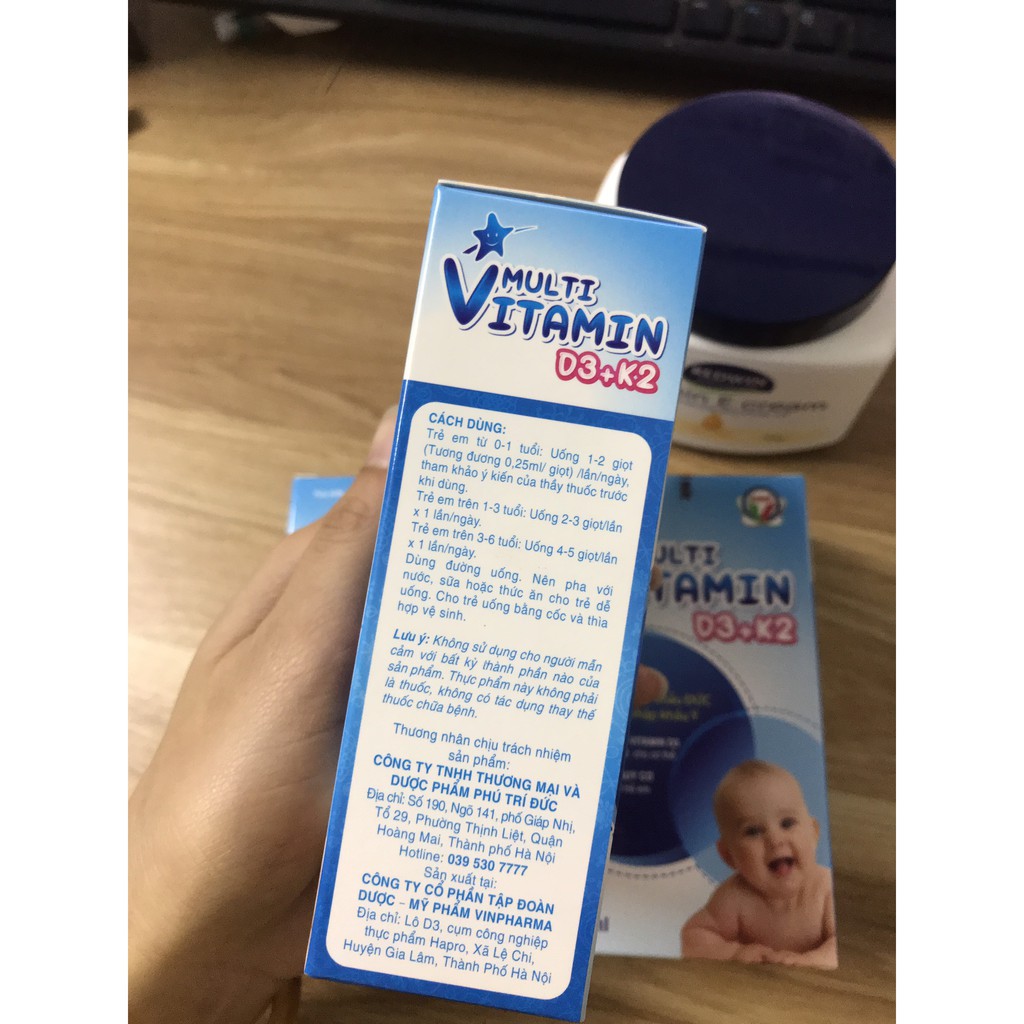 MULTI
VITAMIN
D3+K2
CÁCH DÙNG:
Trẻ em từ 0-1 tuổi: Uống 1-2 giọt
(Tương đương 0,25ml/ giọt) /lần/ngày,
tham khảo ý kiến của thầy thuốc trước
khi dùng.
Trẻ em trên 1-3 tuổi: Uống 2-3 giọt/lần
x 1 lần/ngày.
Trẻ em trên 3-6 tuổi: Uống 4-5 giọt/lần
x 1 lần/ngày.
Dùng đường uống. Nên pha với
nước, sữa hoặc thức ăn cho trẻ dễ
uống. Cho trẻ uống bằng cốc và thìa
hợp vệ sinh.
Lưu ý: Không sử dụng cho người mẫn
cảm với bất kỳ thành phần nào của
sản phẩm. Thực phẩm này không phải
là thuốc, không có tác dụng thay thế
thuốc chữa bệnh.
Thương nhân chịu trách nhiệm
sản phẩm:
CÔNG TY TNHH THƯƠNG MẠI VÀ
DƯỢC PHẨM PHÚ TRÍ ĐỨC
Địa chỉ: Số 190, Ngõ 141, phố Giáp Nhị,
Tổ 29, Phường Thịnh Liệt, Quận
Hoàng Mai, Thành phố Hà Nội
Hotline: 039 530 7777
Sản xuất tại:
CÔNG TY CỔ PHẦN TẬP ĐOÀN
DƯỢC - MỸ PHẨM VINPHARMA
Địa chỉ: Lô D3, cụm công nghiệp
thực phẩm Hapro, Xã Lệ Chi,
Huyện Gia Lâm, Thành Phố Hà Nội
E cream
ULTI
TAMIN
D3+K2
VITAMIN D3
ml